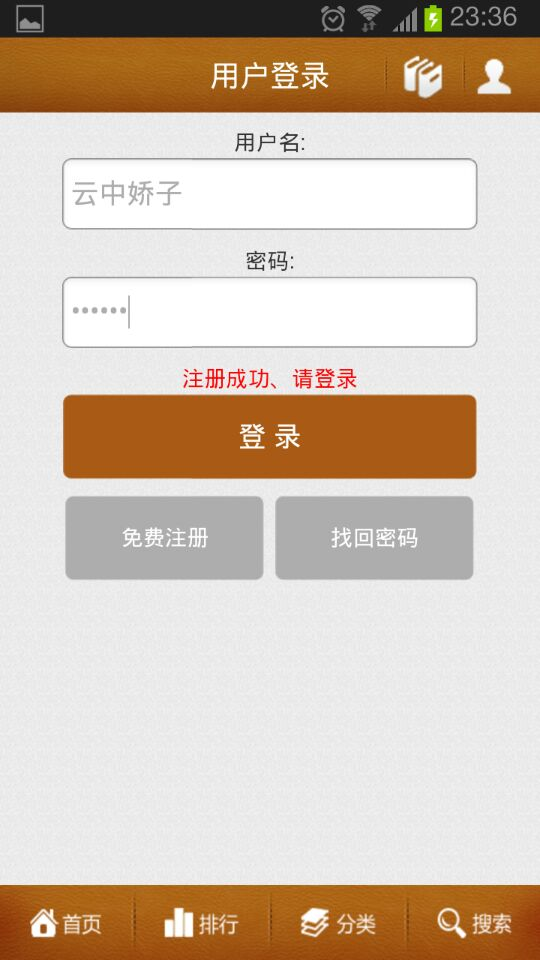 23:36
用户登录
用户名:
云中娇子
密码:
••••••
注册成功、请登录
登 录
免费注册 找回密码
首页 排行 分类 搜索